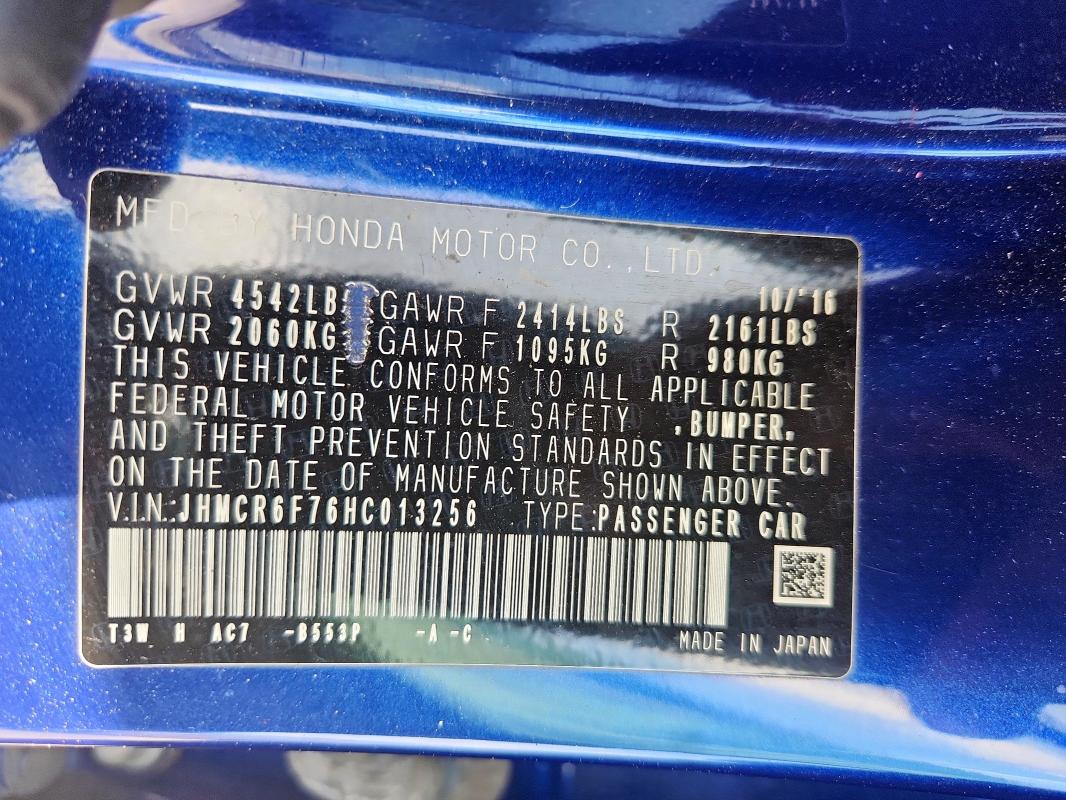 MFD. BY HONDA MOTOR CO.,LTD.
10/'16
GVWR 4542LB GAWR F 2414LBS R 2161LBS
GVWR 2060KG GAWR F 1095KG R 980KG
THIS VEHICLE CONFORMS TO ALL APPLICABLE
FEDERAL MOTOR VEHICLE SAFETY ,BUMPER,
AND THEFT PREVENTION STANDARDS IN EFFECT
ON THE DATE OF MANUFACTURE SHOWN ABOVE.
V.I.N.:JHMCR6F76HC013256 TYPE:PASSENGER CAR
T3W H AC7 -B553P -A -C
MADE IN JAPAN